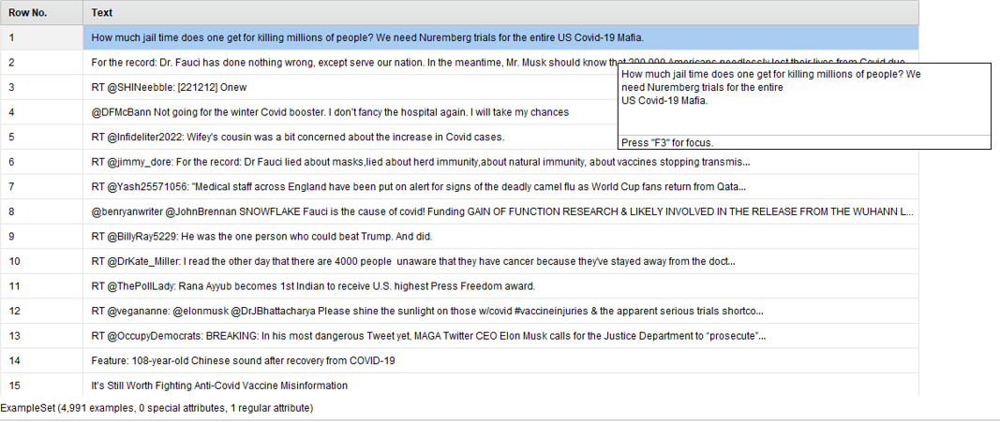 Row No. Text
1 How much jail time does one get for killing millions of people? We need Nuremberg trials for the entire US Covid-19 Mafia.
2 For the record: Dr. Fauci has done nothing wrong, except serve our nation. In the meantime, Mr. Musk should know that 200,000 Americans needlessly lost their lives from Covid due
How much jail time does one get for killing millions of people? We
need Nuremberg trials for the entire
US Covid-19 Mafia.
Press "F3" for focus.
3 RT @SHINeebble: [221212] Onew
4 @DFMcBann Not going for the winter Covid booster. I don't fancy the hospital again. I will take my chances
5 RT @Infideliter2022: Wifey's cousin was a bit concerned about the increase in Covid cases.
6 RT @jimmy_dore: For the record: Dr Fauci lied about masks,lied about herd immunity,about natural immunity, about vaccines stopping transmis...
7 RT @Yash25571056: "Medical staff across England have been put on alert for signs of the deadly camel flu as World Cup fans return from Qata...
8 @benryanwriter @JohnBrennan SNOWFLAKE Fauci is the cause of covid! Funding GAIN OF FUNCTION RESEARCH & LIKELY INVOLVED IN THE RELEASE FROM THE WUHANN L...
9 RT @BillyRay5229: He was the one person who could beat Trump. And did.
10 RT @DrKate_Miller: I read the other day that there are 4000 people  unaware that they have cancer because they've stayed away from the doct...
11 RT @ThePollLady: Rana Ayyub becomes 1st Indian to receive U.S. highest Press Freedom award.
12 RT @vegananne: @elonmusk @DrJBhattacharya Please shine the sunlight on those w/covid #vaccineinjuries & the apparent serious trials shortco...
13 RT @OccupyDemocrats: BREAKING: In his most dangerous Tweet yet, MAGA Twitter CEO Elon Musk calls for the Justice Department to "prosecute"...
14 Feature: 108-year-old Chinese sound after recovery from COVID-19
15 It's Still Worth Fighting Anti-Covid Vaccine Misinformation
ExampleSet (4,991 examples, 0 special attributes, 1 regular attribute)